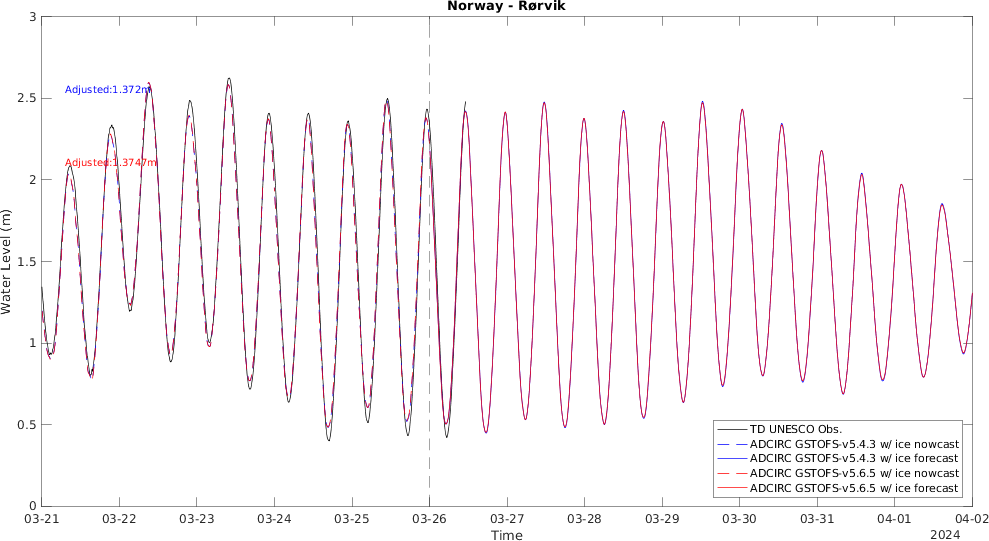 Norway - Rørvik
3
2.5
2
1.5
1
0.5
0
Water Level (m)
Adjusted:1.372m
Adjusted:1.3747m
TD UNESCO Obs.
ADCIRC GSTOFS-v5.4.3 w/ ice nowcast
ADCIRC GSTOFS-v5.4.3 w/ ice forecast
ADCIRC GSTOFS-v5.6.5 w/ ice nowcast
ADCIRC GSTOFS-v5.6.5 w/ ice forecast
03-21 03-22 03-23 03-24 03-25 03-26 03-27 03-28 03-29 03-30 03-31 04-01 04-02
Time
2024